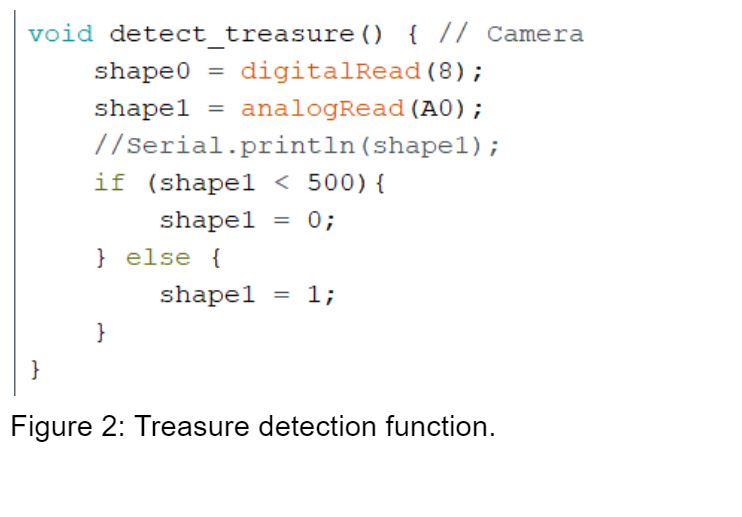 void detect_treasure() { // Camera
shape0 = digitalRead(8);
shape1 = analogRead(A0);
//Serial.println(shape1);
if (shape1 < 500){
shape1 = 0;
} else {
shape1 = 1;
}
}
Figure 2: Treasure detection function.